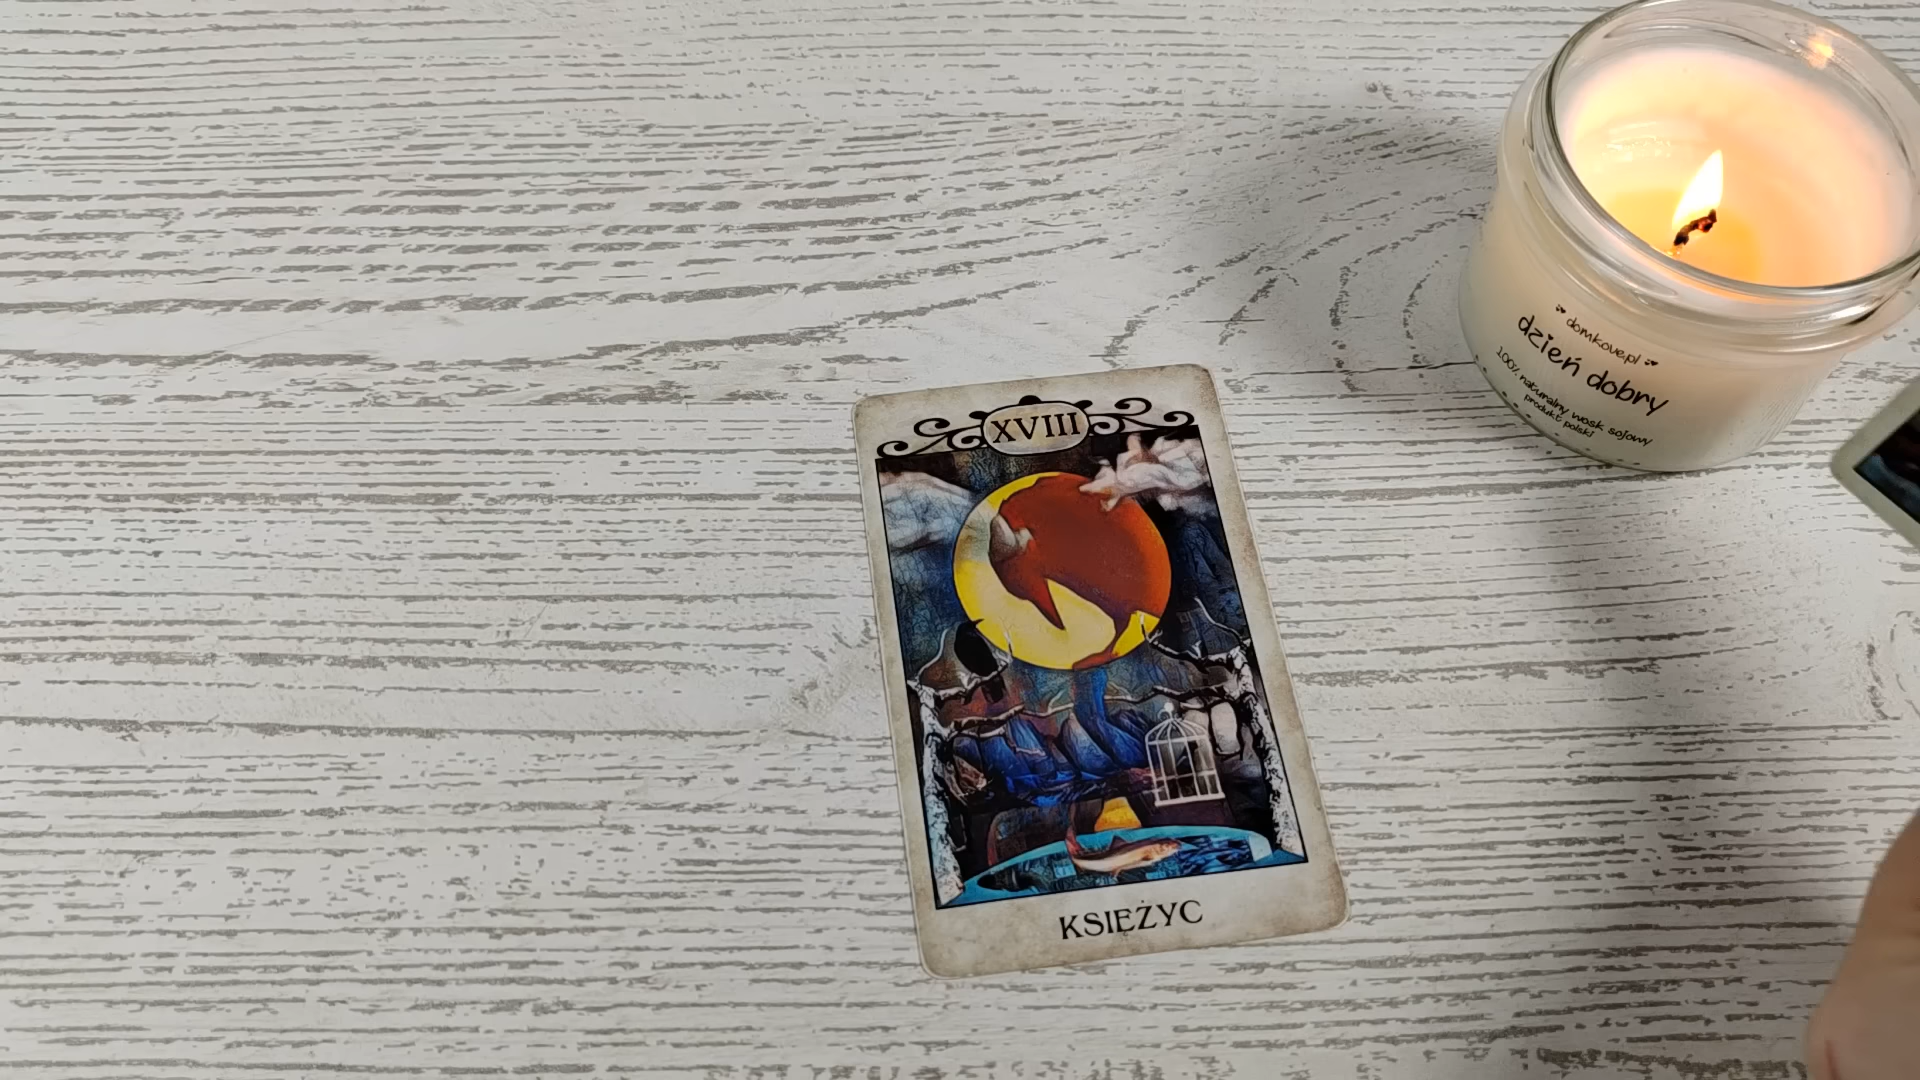 XVIII
KSIĘŻYC
domkove.pl
dzień dobry
100% naturalny wosk sojowy
produkt polski